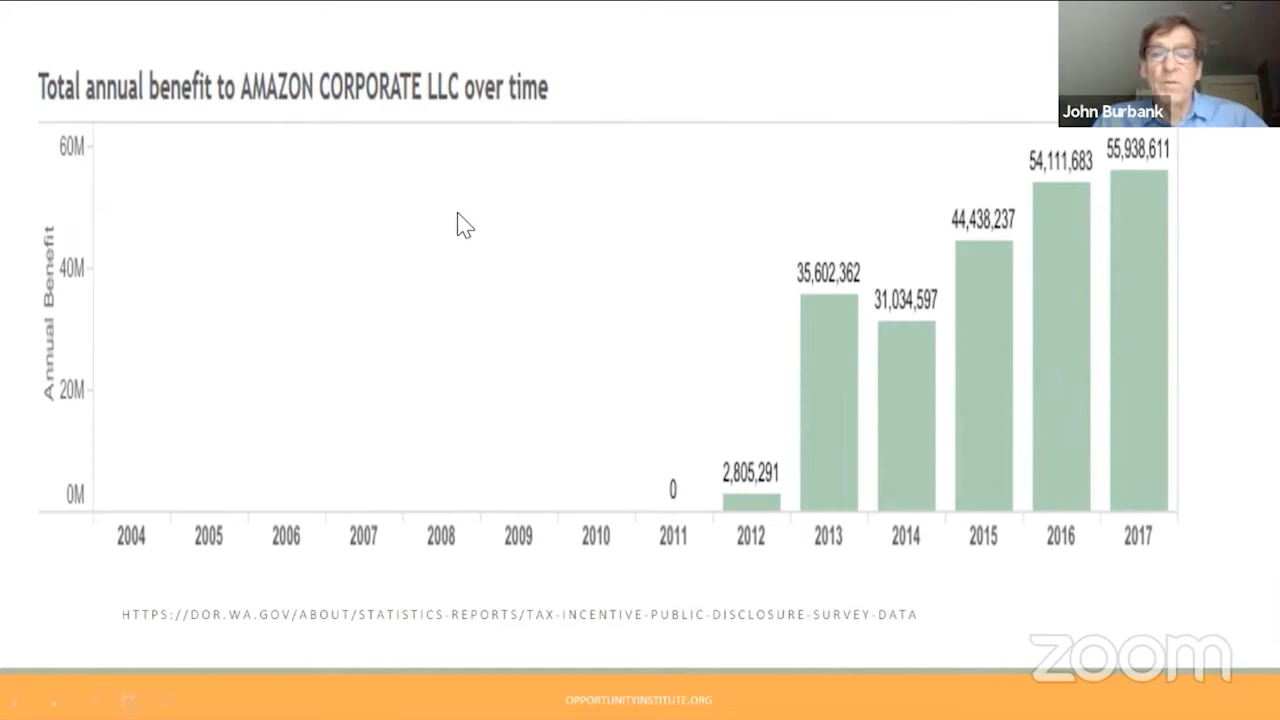 Total annual benefit to AMAZON CORPORATE LLC over time
John Burbank
60M
40M
20M
0M
Annual Benefit
0
2,805,291
35,602,362
31,034,597
44,438,237
54,111,683
55,938,611
2004 2005 2006 2007 2008 2009 2010 2011 2012 2013 2014 2015 2016 2017
HTTPS://DOR.WA.GOV/ABOUT/STATISTICS-REPORTS/TAX-INCENTIVE-PUBLIC-DISCLOSURE-SURVEY-DATA
zoom
OPPORTUNITYINSTITUTE.ORG